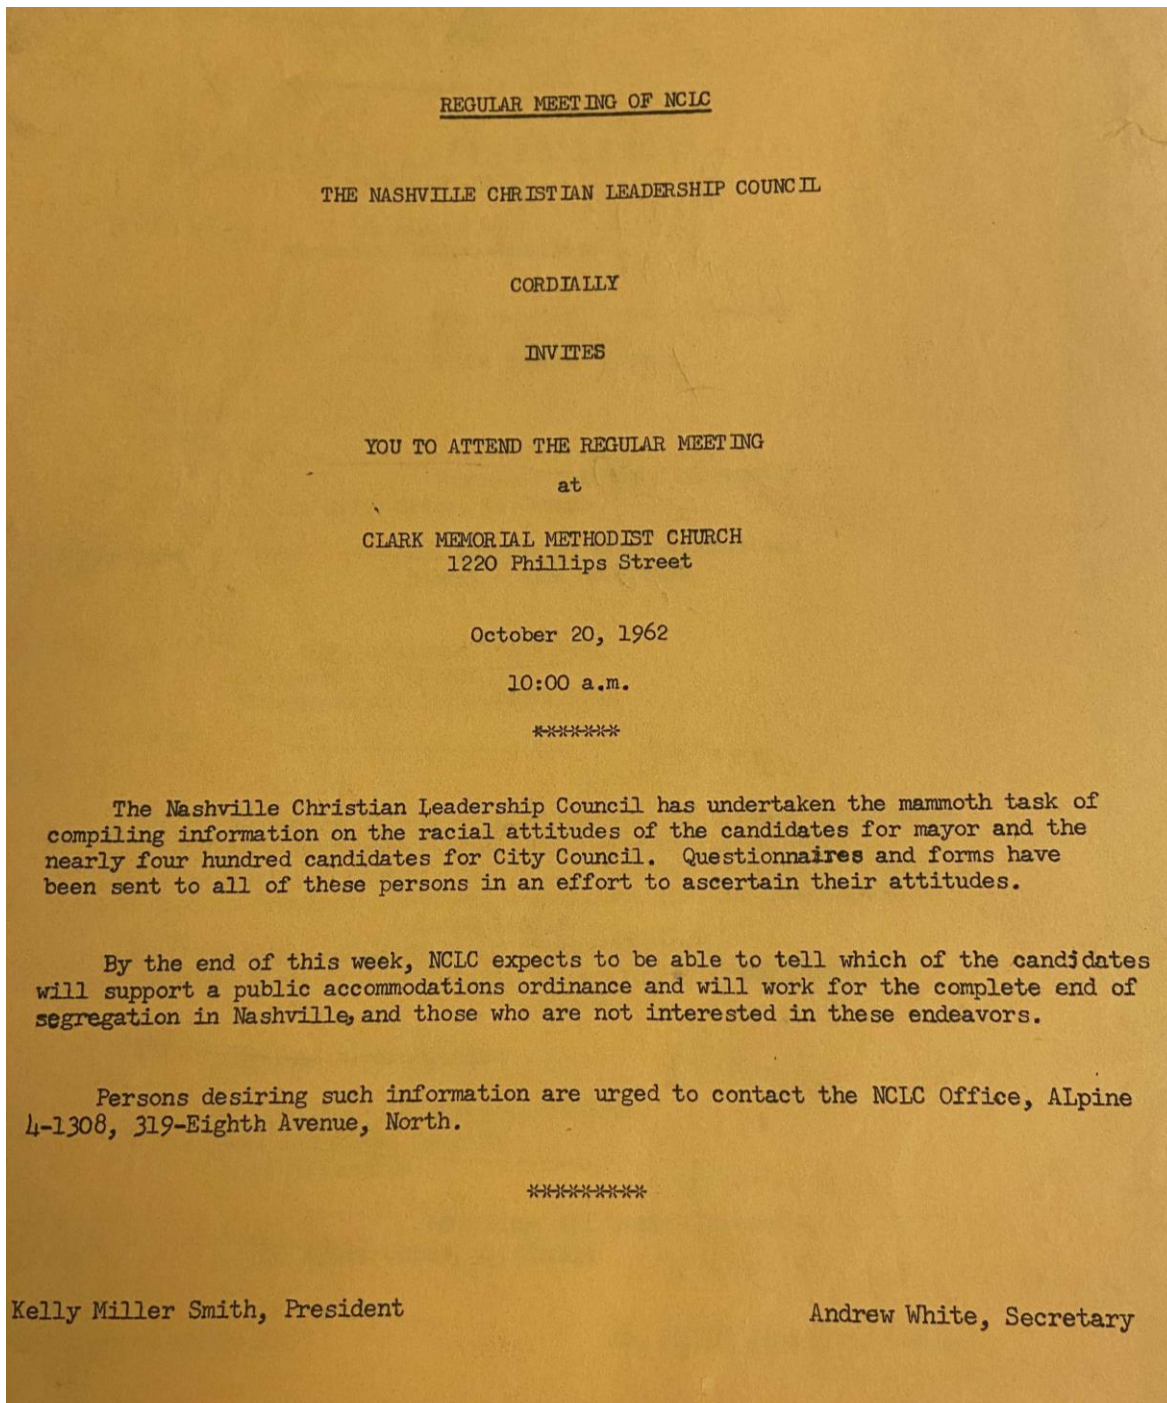 REGULAR MEETING OF NCLC
THE NASHVILLE CHRISTIAN LEADERSHIP COUNCIL
CORDIALLY
INVITES
YOU TO ATTEND THE REGULAR MEETING
at
CLARK MEMORIAL METHODIST CHURCH
1220 Phillips Street
October 20, 1962
10:00 a.m.
*******
The Nashville Christian Leadership Council has undertaken the mammoth task of
compiling information on the racial attitudes of the candidates for mayor and the
nearly four hundred candidates for City Council. Questionnaires and forms have
been sent to all of these persons in an effort to ascertain their attitudes.
By the end of this week, NCLC expects to be able to tell which of the candidates
will support a public accommodations ordinance and will work for the complete end of
segregation in Nashville, and those who are not interested in these endeavors.
Persons desiring such information are urged to contact the NCLC Office, ALpine
4-1308, 319-Eighth Avenue, North.
*********
Kelly Miller Smith, President
Andrew White, Secretary